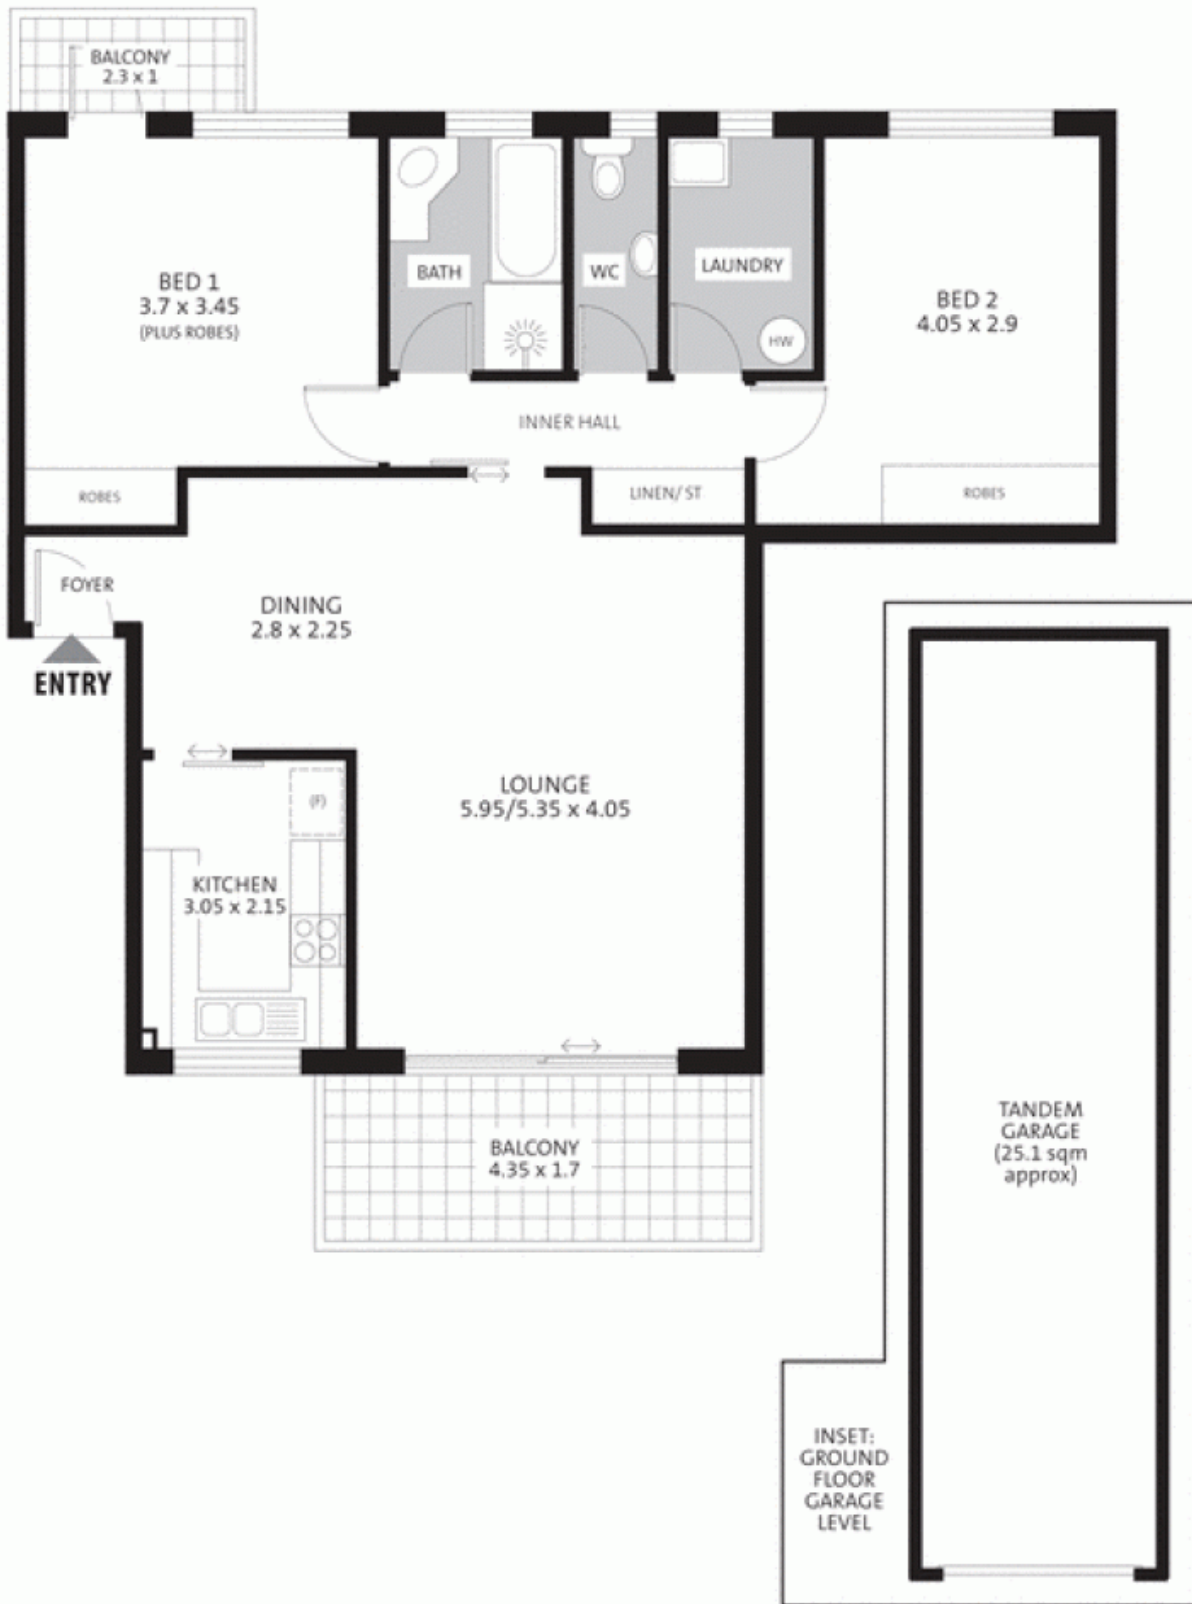 BALCONY
2.3 x 1
BED 1
3.7 x 3.45
(PLUS ROBES)
BATH
WC
LAUNDRY
HW
BED 2
4.05 x 2.9
INNER HALL
ROBES
LINEN/ ST
ROBES
FOYER
ENTRY
DINING
2.8 x 2.25
LOUNGE
5.95/5.35 x 4.05
(F)
KITCHEN
3.05 x 2.15
BALCONY
4.35 x 1.7
TANDEM
GARAGE
(25.1 sqm
approx)
INSET:
GROUND
FLOOR
GARAGE
LEVEL